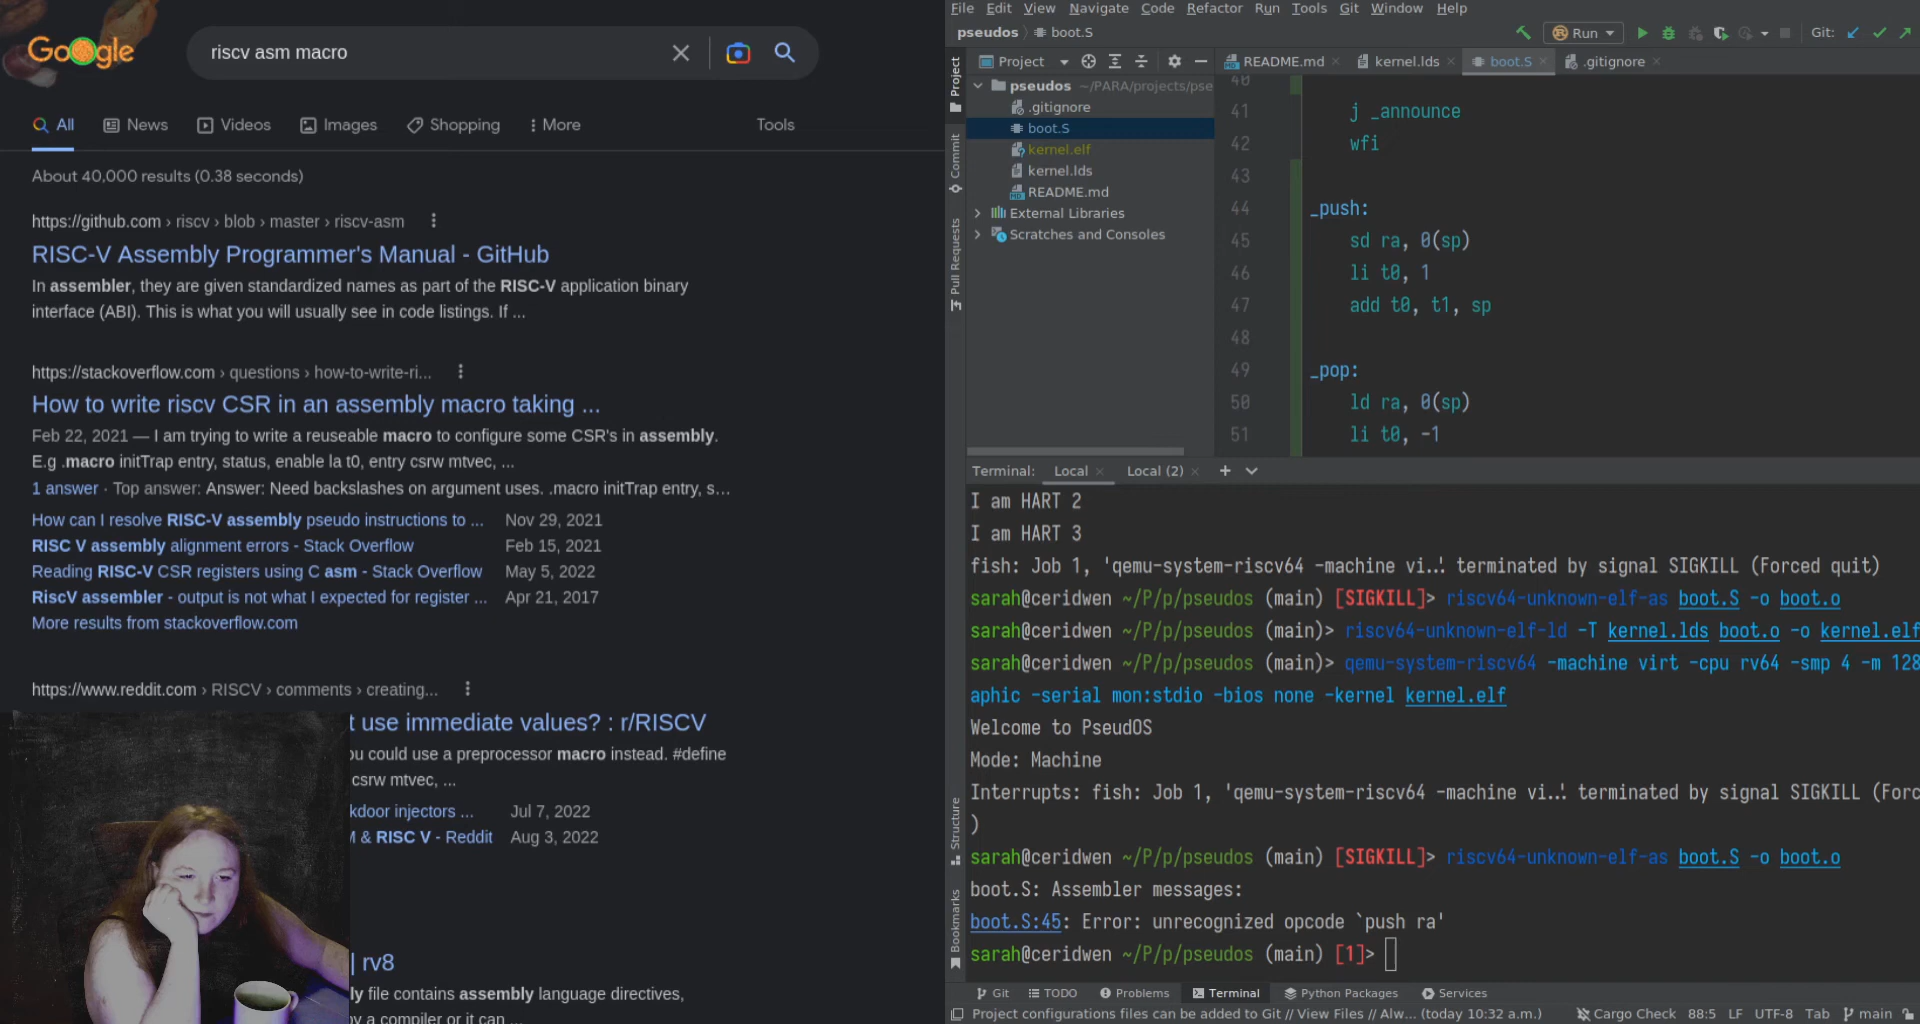 Google
riscv asm macro
All
News
Videos
Images
Shopping
More
Tools
About 40,000 results (0.38 seconds)
https://github.com › riscv › blob › master › riscv-asm
RISC-V Assembly Programmer's Manual - GitHub
In assembler, they are given standardized names as part of the RISC-V application binary
interface (ABI). This is what you will usually see in code listings. If ...
https://stackoverflow.com › questions › how-to-write-ri...
How to write riscv CSR in an assembly macro taking ...
Feb 22, 2021 — I am trying to write a reuseable macro to configure some CSR's in assembly.
E.g .macro initTrap entry, status, enable la t0, entry csrw mtvec, ...
1 answer · Top answer: Answer: Need backslashes on argument uses. .macro initTrap entry, s...
How can I resolve RISC-V assembly pseudo instructions to ... Nov 29, 2021
RISC V assembly alignment errors - Stack Overflow Feb 15, 2021
Reading RISC-V CSR registers using C asm - Stack Overflow May 5, 2022
RiscV assembler - output is not what I expected for register ... Apr 21, 2017
More results from stackoverflow.com
https://www.reddit.com › RISCV › comments › creating...
t use immediate values? : r/RISCV
ou could use a preprocessor macro instead. #define
csrw mtvec, ...
kdoor injectors ... Jul 7, 2022
& RISC V - Reddit Aug 3, 2022
| rv8
ly file contains assembly language directives,
y a compiler or it can ...
File Edit View Navigate Code Refactor Run Tools Git Window Help
pseudos › boot.S
Run
Git:
Project
README.md
kernel.lds
boot.S
.gitignore
Project
Commit
Pull Requests
Structure
Bookmarks
pseudos ~/PARA/projects/pse
.gitignore
boot.S
kernel.elf
kernel.lds
README.md
External Libraries
Scratches and Consoles
40
41 j _announce
42 wfi
43
44 _push:
45 sd ra, 0(sp)
46 li t0, 1
47 add t0, t1, sp
48
49 _pop:
50 ld ra, 0(sp)
51 li t0, -1
Terminal: Local Local (2)
I am HART 2
I am HART 3
fish: Job 1, 'qemu-system-riscv64 -machine vi…' terminated by signal SIGKILL (Forced quit)
sarah@ceridwen ~/P/p/pseudos (main) [SIGKILL]> riscv64-unknown-elf-as boot.S -o boot.o
sarah@ceridwen ~/P/p/pseudos (main)> riscv64-unknown-elf-ld -T kernel.lds boot.o -o kernel.elf
sarah@ceridwen ~/P/p/pseudos (main)> qemu-system-riscv64 -machine virt -cpu rv64 -smp 4 -m 128
aphic -serial mon:stdio -bios none -kernel kernel.elf
Welcome to PseudOS
Mode: Machine
Interrupts: fish: Job 1, 'qemu-system-riscv64 -machine vi…' terminated by signal SIGKILL (Forc
)
sarah@ceridwen ~/P/p/pseudos (main) [SIGKILL]> riscv64-unknown-elf-as boot.S -o boot.o
boot.S: Assembler messages:
boot.S:45: Error: unrecognized opcode `push ra'
sarah@ceridwen ~/P/p/pseudos (main) [1]>
Git
TODO
Problems
Terminal
Python Packages
Services
Project configurations files can be added to Git // View Files // Alw... (today 10:32 a.m.)
Cargo Check 88:5 LF UTF-8 Tab main